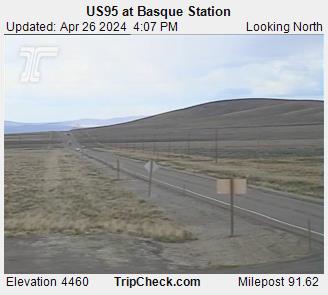 US95 at Basque Station
Updated: Apr 26 2024 4:07 PM Looking North
Elevation 4460 TripCheck.com Milepost 91.62